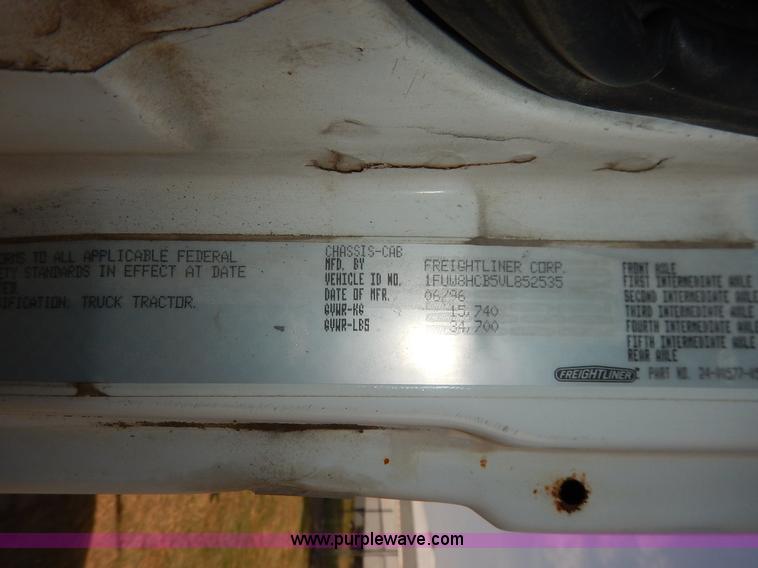 ORMS TO ALL APPLICABLE FEDERAL
ETY STANDARDS IN EFFECT AT DATE
SIFICATION: TRUCK TRACTOR.
CHASSIS-CAB
MFD. BY FREIGHTLINER CORP.
VEHICLE ID NO. 1FUW8HCB5VL852535
DATE OF MFR. 06/96
GVWR-KG 15,740
GVWR-LBS 34,700
FRONT AXLE
FIRST INTERMEDIATE AXLE
SECOND INTERMEDIATE AXLE
THIRD INTERMEDIATE AXLE
FOURTH INTERMEDIATE AXLE
FIFTH INTERMEDIATE AXLE
REAR AXLE
FREIGHTLINER PART NO.
www.purplewave.com